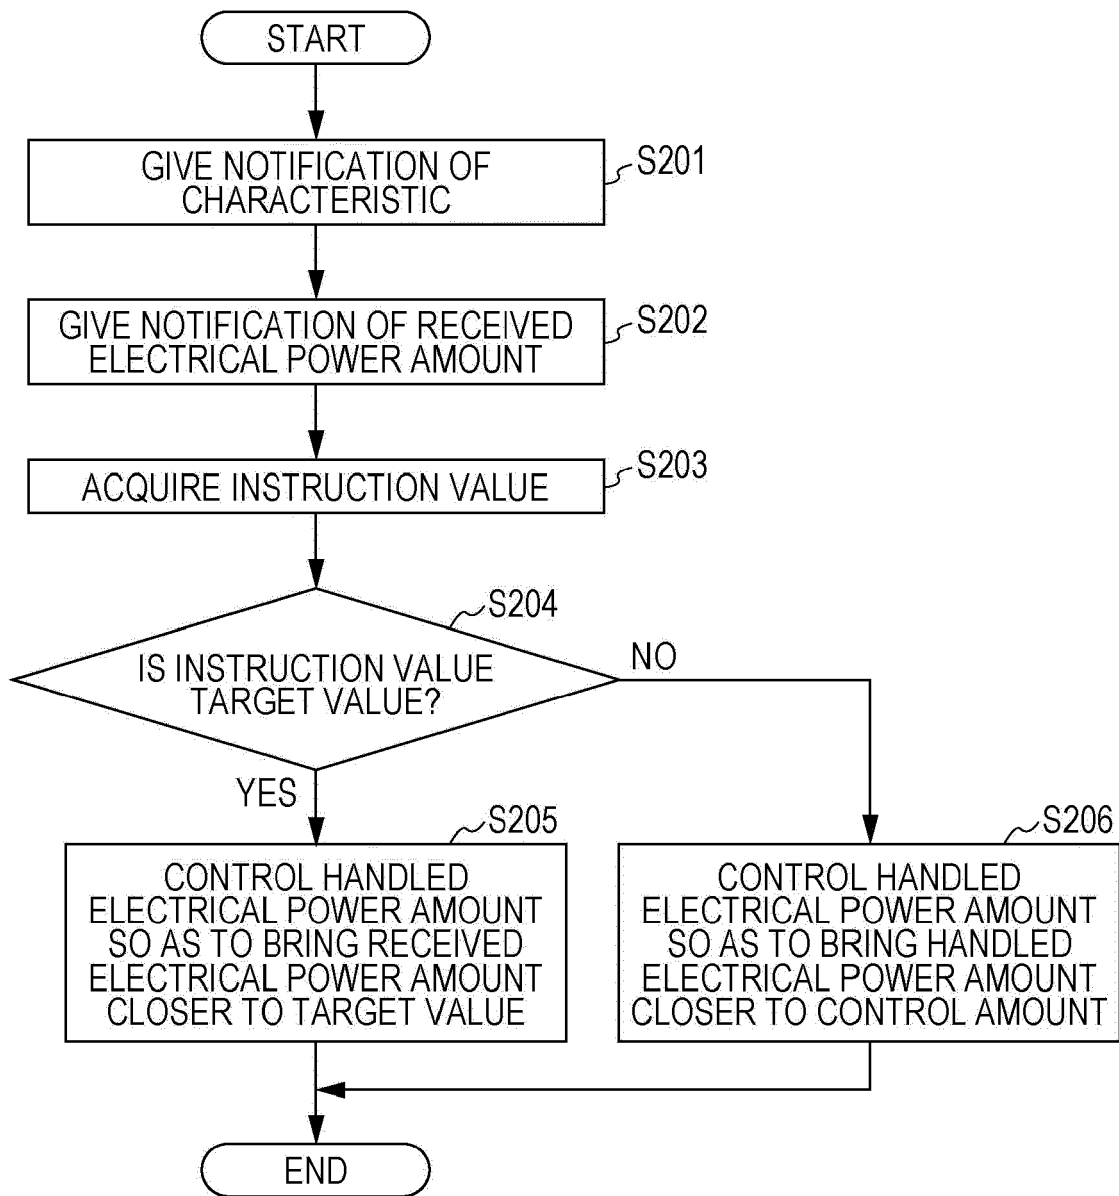 START
GIVE NOTIFICATION OF
CHARACTERISTIC
S201
GIVE NOTIFICATION OF RECEIVED
ELECTRICAL POWER AMOUNT
S202
ACQUIRE INSTRUCTION VALUE
S203
S204
IS INSTRUCTION VALUE
TARGET VALUE?
NO
YES
S205
CONTROL HANDLED
ELECTRICAL POWER AMOUNT
SO AS TO BRING RECEIVED
ELECTRICAL POWER AMOUNT
CLOSER TO TARGET VALUE
S206
CONTROL HANDLED
ELECTRICAL POWER AMOUNT
SO AS TO BRING HANDLED
ELECTRICAL POWER AMOUNT
CLOSER TO CONTROL AMOUNT
END